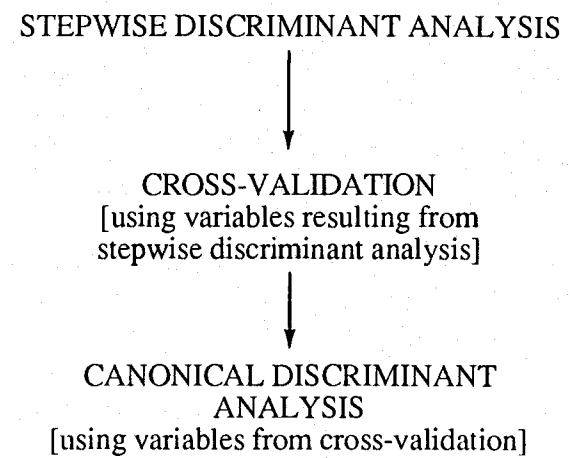 STEPWISE DISCRIMINANT ANALYSIS
CROSS-VALIDATION
[using variables resulting from
stepwise discriminant analysis]
CANONICAL DISCRIMINANT
ANALYSIS
[using variables from cross-validation]